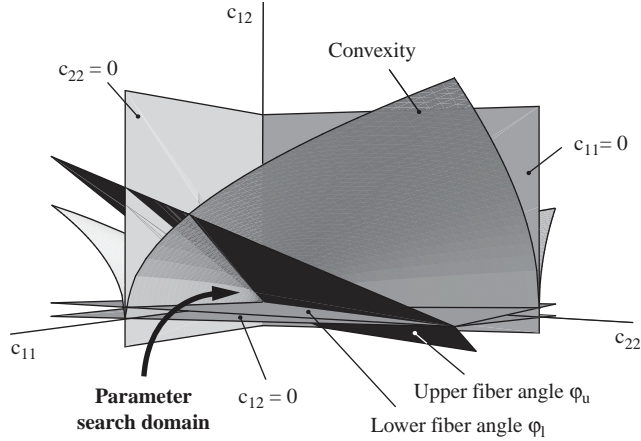 c₁₂
Convexity
c₂₂ = 0
c₁₁= 0
c₁₁
c₂₂
Parameter
search domain
c₁₂ = 0
Upper fiber angle φᵤ
Lower fiber angle φₗ